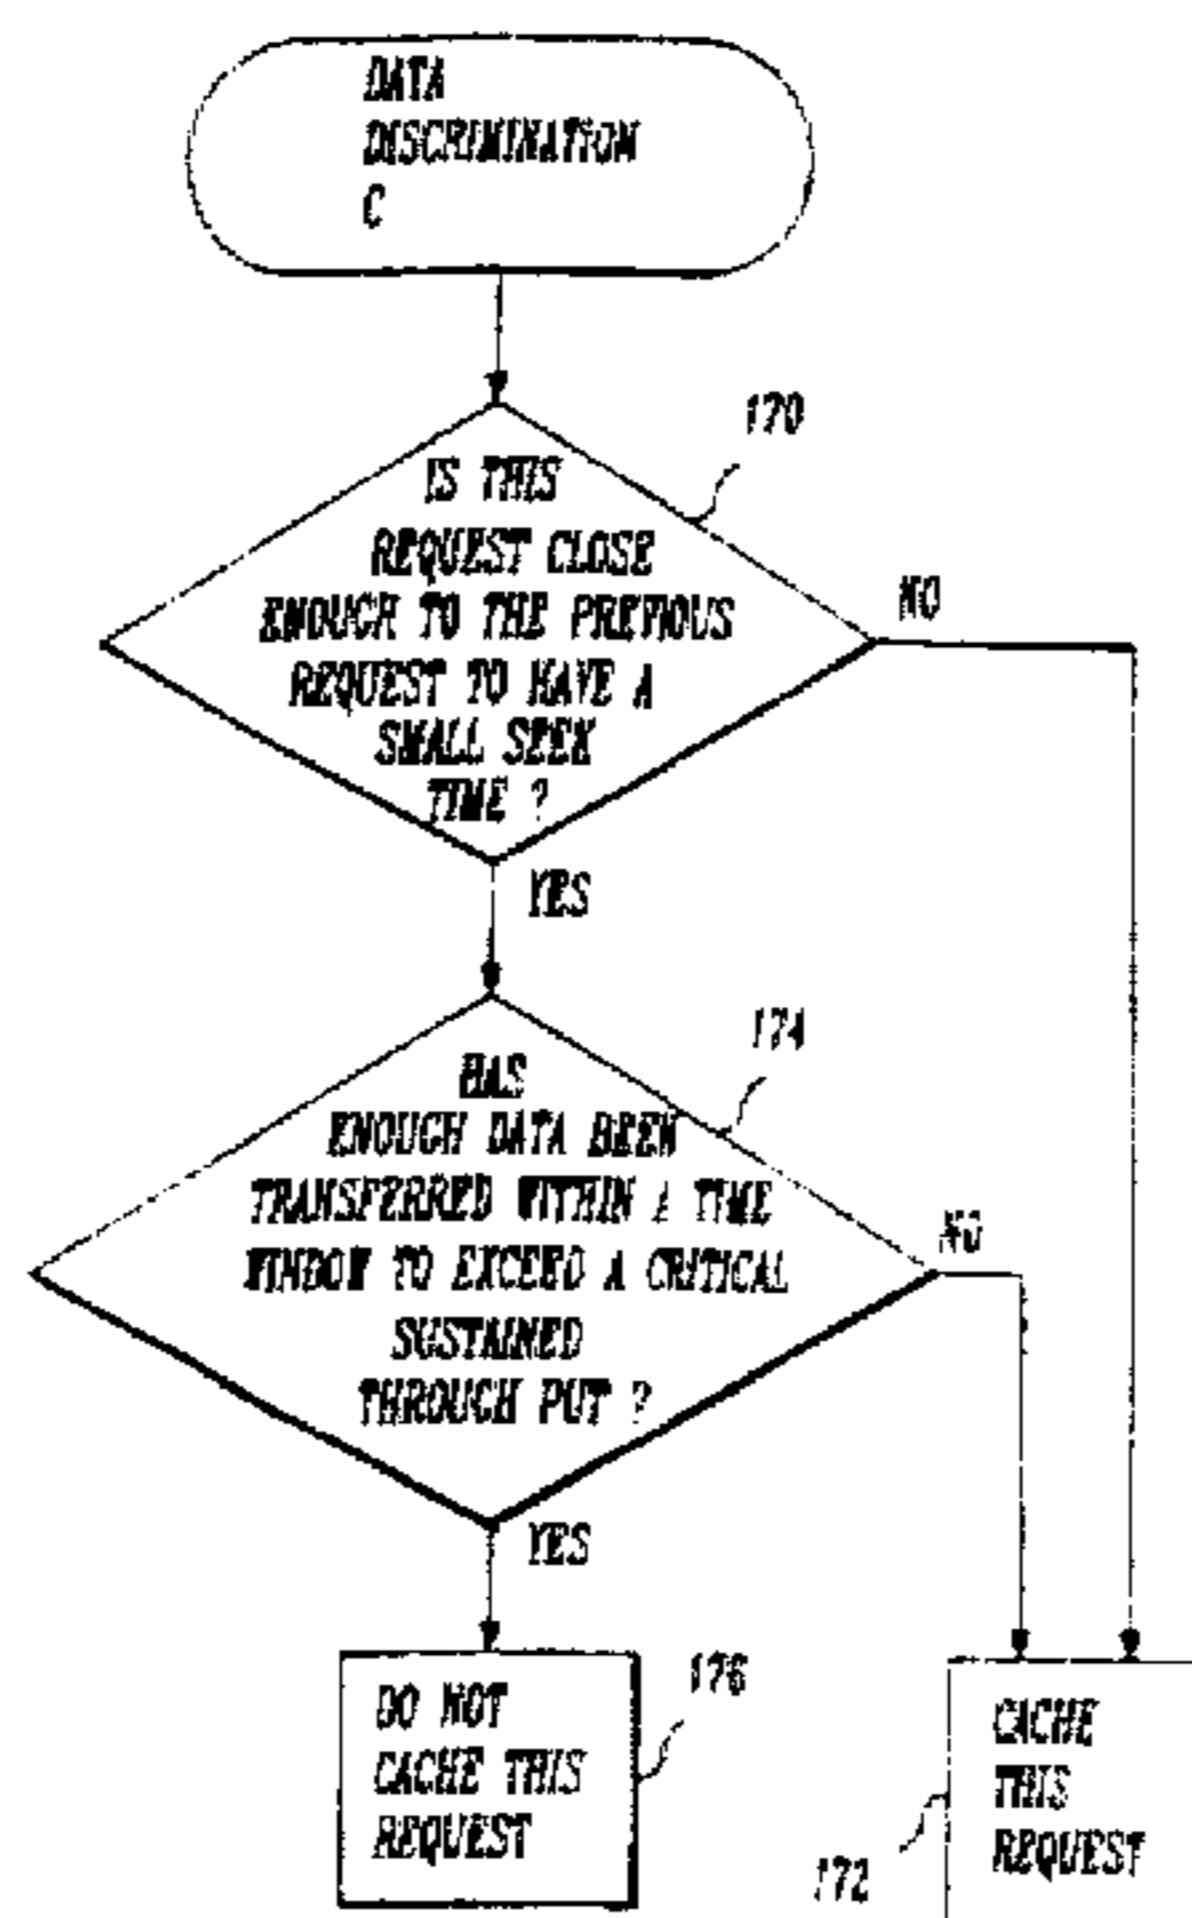 DATA
DISCRIMINATION
C
170
IS THIS
REQUEST CLOSE
ENOUGH TO THE PREVIOUS
REQUEST TO HAVE A
SMALL SEEK
TIME ?
NO
YES
174
HAS
ENOUGH DATA BEEN
TRANSFERRED WITHIN A TIME
WINDOW TO EXCEED A CRITICAL
SUSTAINED
THROUGH PUT ?
NO
YES
176
DO NOT
CACHE THIS
REQUEST
CACHE
THIS
REQUEST
172